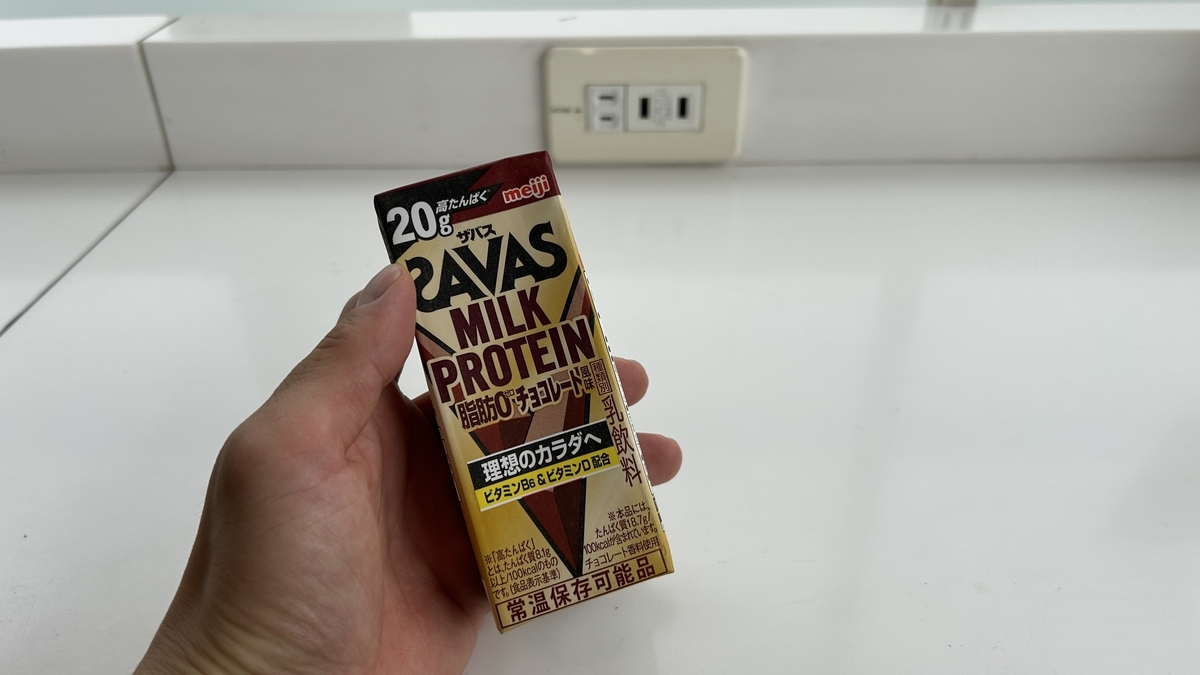 meiji
20g 高たんぱく
ザバス
SAVAS
MILK
PROTEIN
脂肪0 チョコレート風味
種類別 乳飲料
理想のカラダへ
ビタミンB6 & ビタミンD 配合
※「高たんぱく」
とは、たんぱく質8.1g
以上/100kcalのもの
です。(食品表示基準)
※本品には、
たんぱく質18.7g/
100kcalが含まれています。
チョコレート香料使用
常温保存可能品